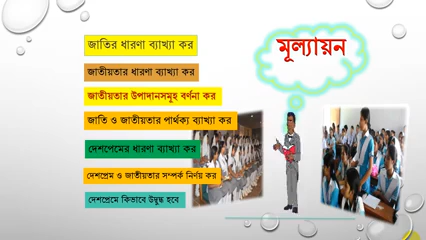 মূল্যায়ন
জাতির ধারণা ব্যাখ্যা কর
জাতীয়তার ধারণা ব্যাখ্যা কর
জাতীয়তার উপাদানসমূহ বর্ণনা কর
জাতি ও জাতীয়তার পার্থক্য ব্যাখ্যা কর
দেশপ্রেমের ধারণা ব্যাখ্যা কর
দেশপ্রেম ও জাতীয়তার সম্পর্ক নির্ণয় কর
দেশপ্রেমে কিভাবে উদ্বুদ্ধ হবে